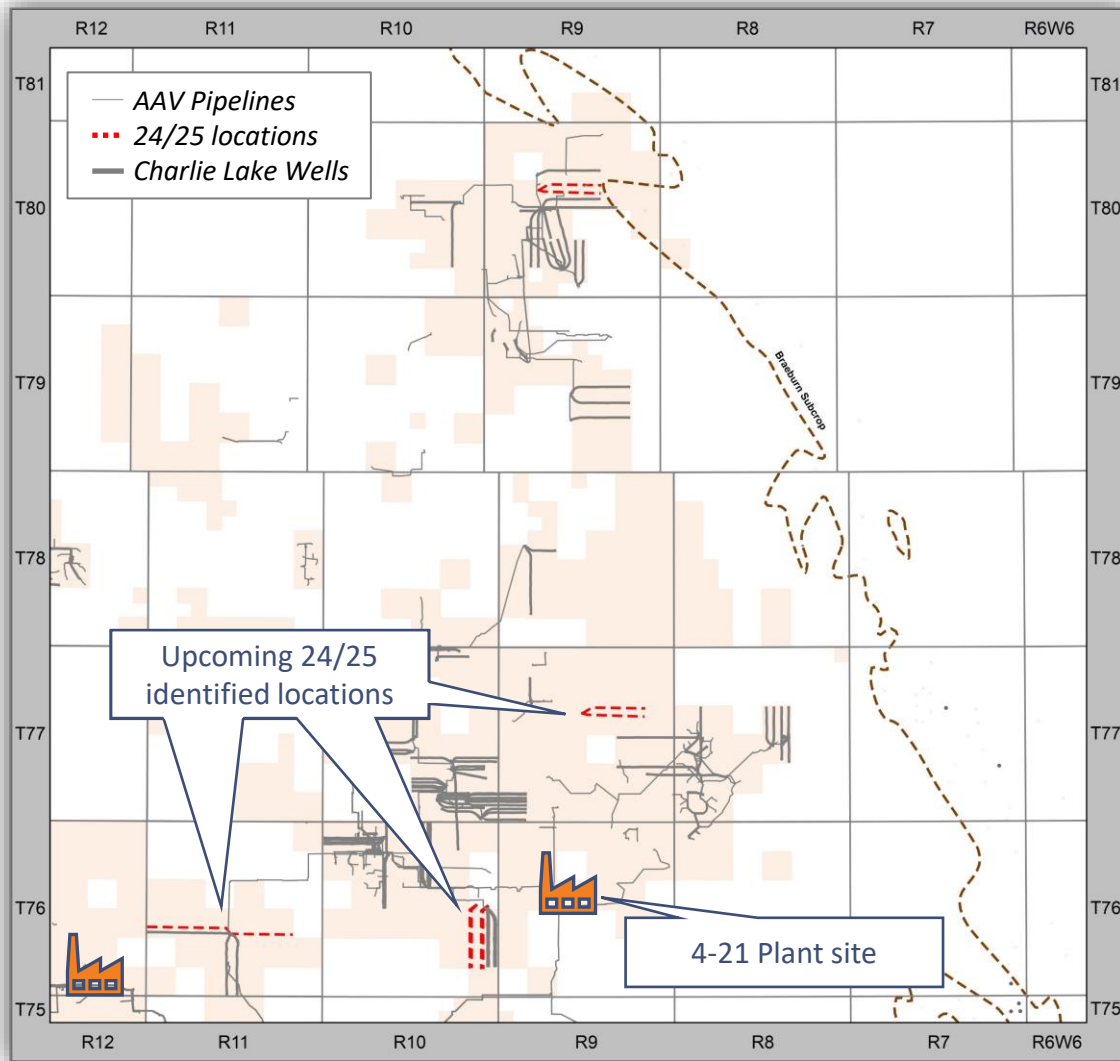 R12 R11 R10 R9 R8 R7 R6W6
T81 T81
AAV Pipelines
24/25 locations
Charlie Lake Wells
T80 T80
T79 T79
Braeburn Subcrop
T78 T78
Upcoming 24/25
identified locations
T77 T77
T76 T76
4-21 Plant site
T75 T75
R12 R11 R10 R9 R8 R7 R6W6